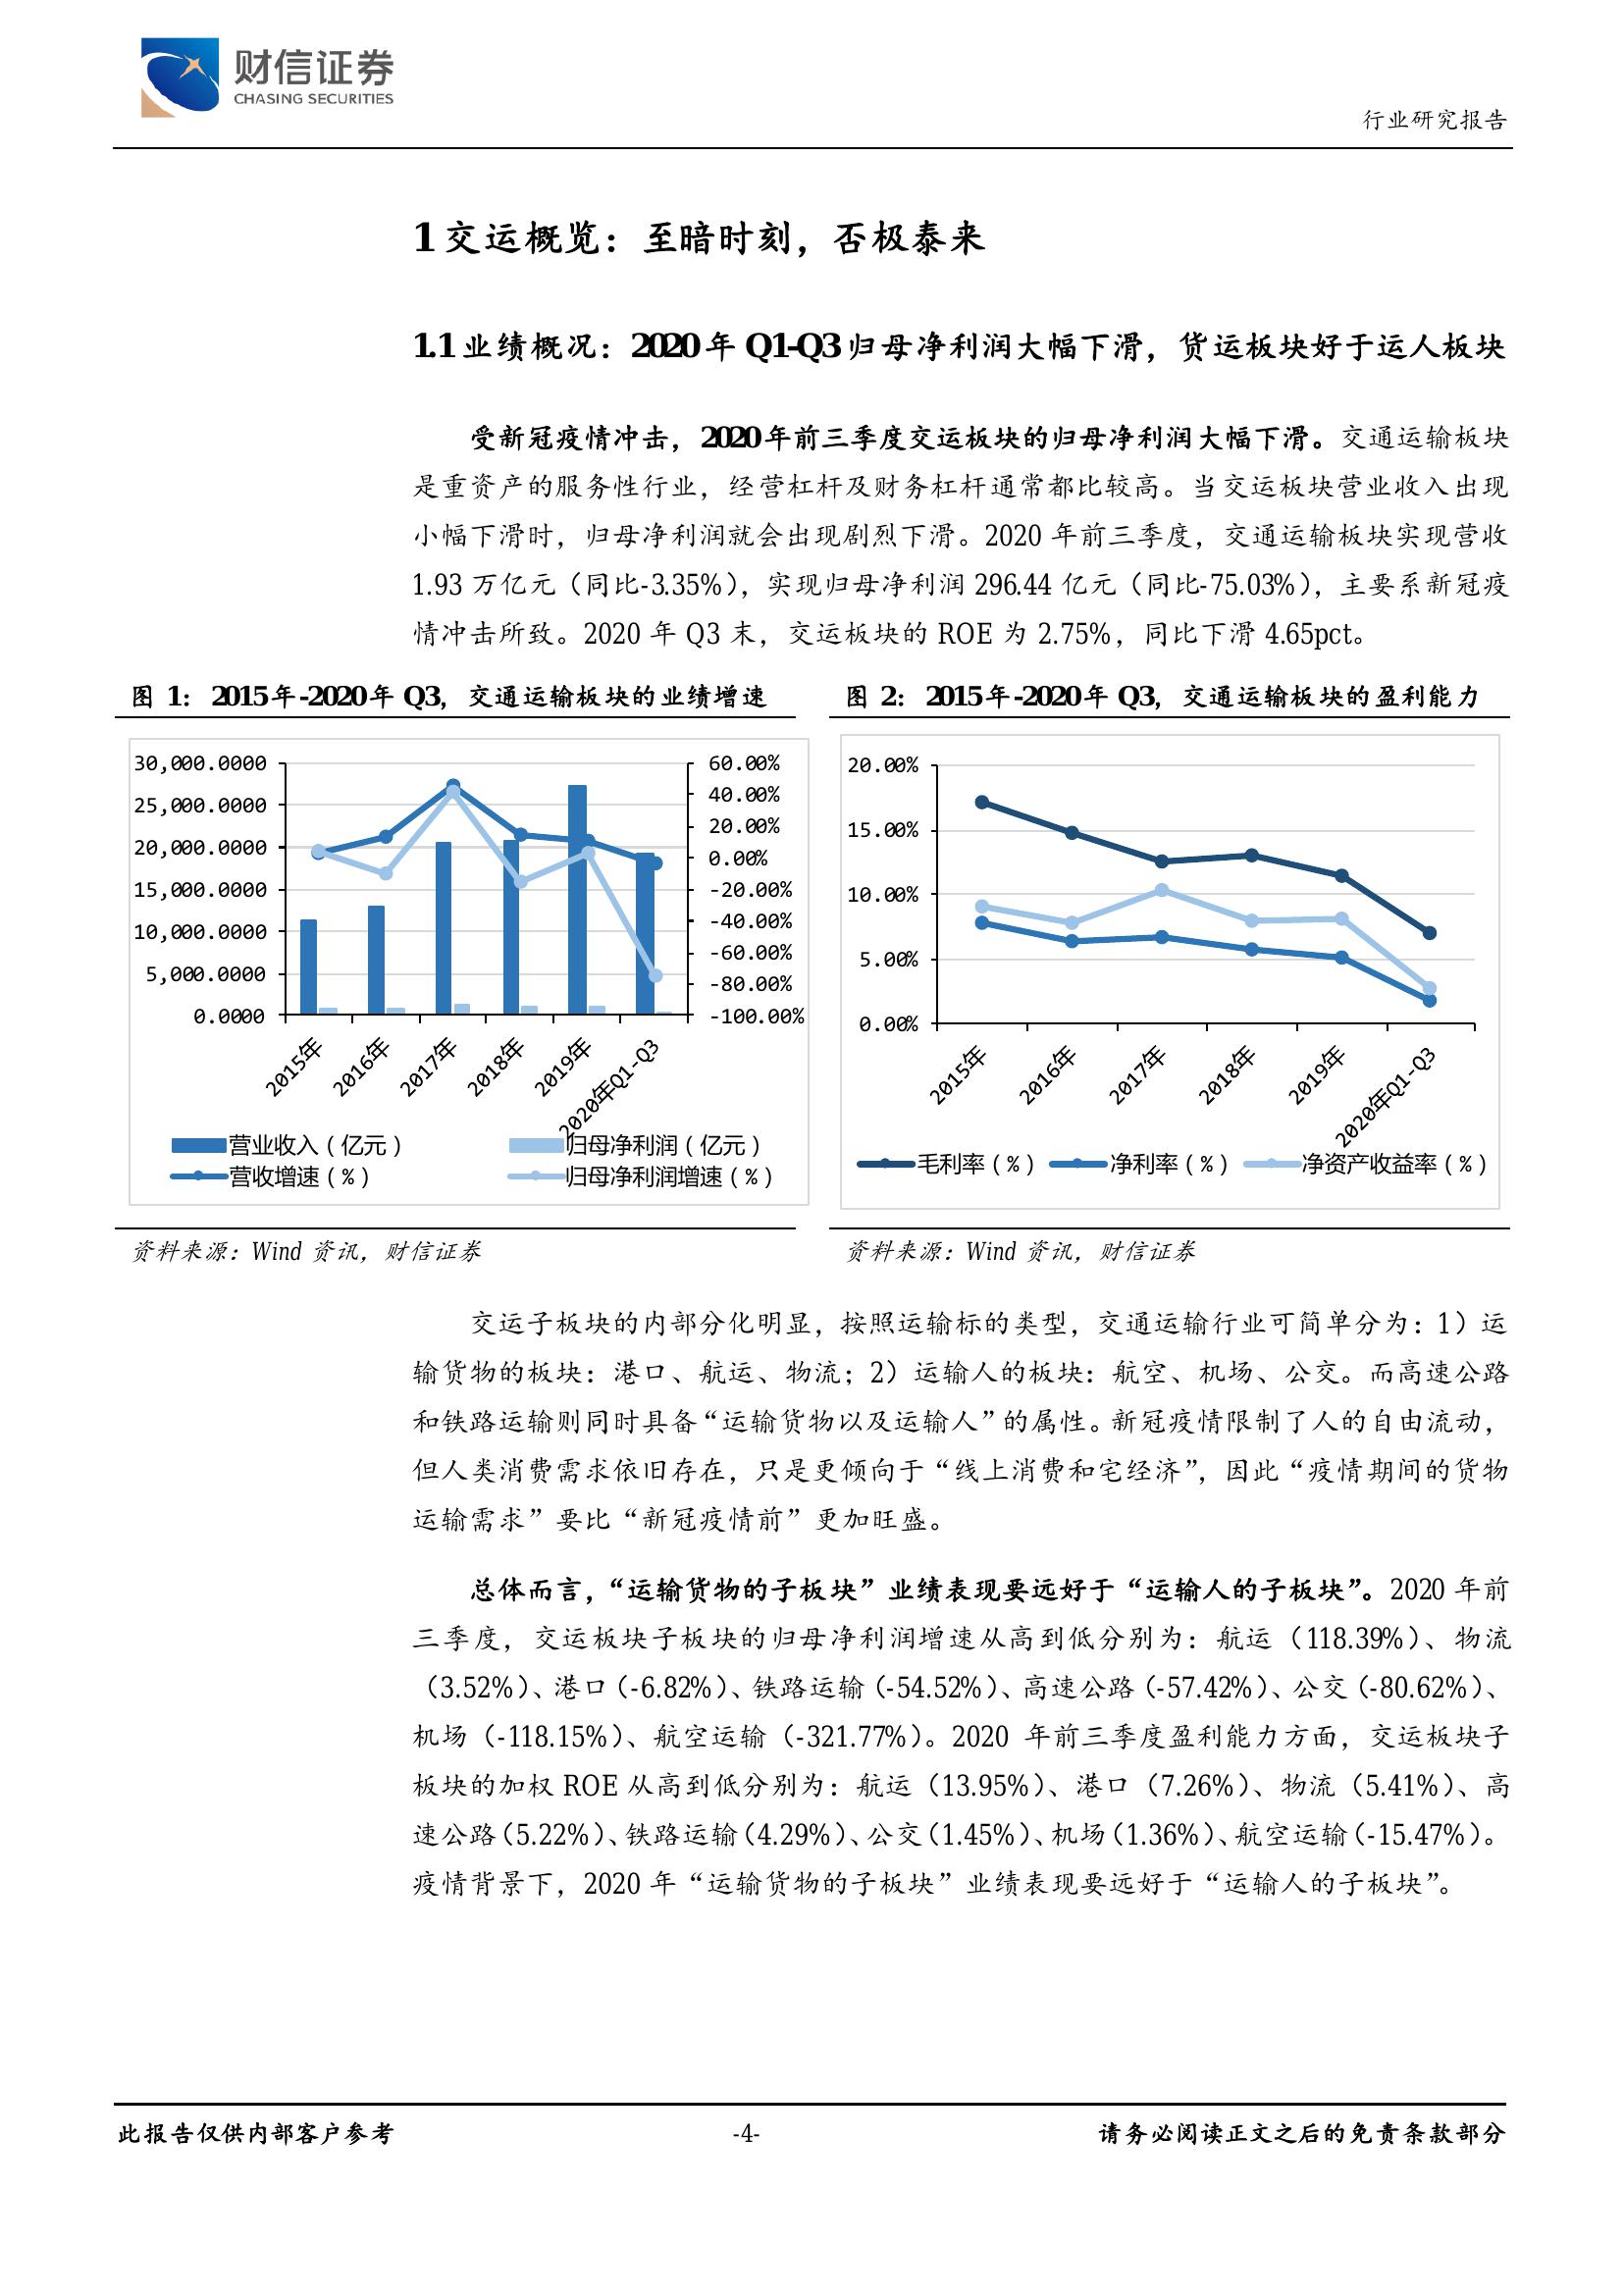 财信证券
CHASING SECURITIES
行业研究报告
1 交运概览：至暗时刻，否极泰来
1.1 业绩概况：2020 年 Q1-Q3 归母净利润大幅下滑，货运板块好于运人板块
受新冠疫情冲击，2020 年前三季度交运板块的归母净利润大幅下滑。交通运输板块
是重资产的服务性行业，经营杠杆及财务杠杆通常都比较高。当交运板块营业收入出现
小幅下滑时，归母净利润就会出现剧烈下滑。2020 年前三季度，交通运输板块实现营收
1.93 万亿元（同比-3.35%），实现归母净利润 296.44 亿元（同比-75.03%），主要系新冠疫
情冲击所致。2020 年 Q3 末，交运板块的 ROE 为 2.75%，同比下滑 4.65pct。
图 1：2015 年-2020 年 Q3，交通运输板块的业绩增速
30,000.0000
25,000.0000
20,000.0000
15,000.0000
10,000.0000
5,000.0000
0.0000
60.00%
40.00%
20.00%
0.00%
-20.00%
-40.00%
-60.00%
-80.00%
-100.00%
2015年
2016年
2017年
2018年
2019年
2020年Q1-Q3
营业收入（亿元）
归母净利润（亿元）
营收增速（%）
归母净利润增速（%）
资料来源：Wind 资讯，财信证券
图 2：2015 年-2020 年 Q3，交通运输板块的盈利能力
20.00%
15.00%
10.00%
5.00%
0.00%
2015年
2016年
2017年
2018年
2019年
2020年Q1-Q3
毛利率（%）
净利率（%）
净资产收益率（%）
资料来源：Wind 资讯，财信证券
交运子板块的内部分化明显，按照运输标的类型，交通运输行业可简单分为：1）运
输货物的板块：港口、航运、物流；2）运输人的板块：航空、机场、公交。而高速公路
和铁路运输则同时具备“运输货物以及运输人”的属性。新冠疫情限制了人的自由流动，
但人类消费需求依旧存在，只是更倾向于“线上消费和宅经济”，因此“疫情期间的货物
运输需求”要比“新冠疫情前”更加旺盛。
总体而言，“运输货物的子板块”业绩表现要远好于“运输人的子板块”。2020 年前
三季度，交运板块子板块的归母净利润增速从高到低分别为：航运（118.39%）、物流
（3.52%）、港口（-6.82%）、铁路运输（-54.52%）、高速公路（-57.42%）、公交（-80.62%）、
机场（-118.15%）、航空运输（-321.77%）。2020 年前三季度盈利能力方面，交运板块子
板块的加权 ROE 从高到低分别为：航运（13.95%）、港口（7.26%）、物流（5.41%）、高
速公路（5.22%）、铁路运输（4.29%）、公交（1.45%）、机场（1.36%）、航空运输（-15.47%）。
疫情背景下，2020 年“运输货物的子板块”业绩表现要远好于“运输人的子板块”。
此报告仅供内部客户参考
-4-
请务必阅读正文之后的免责条款部分